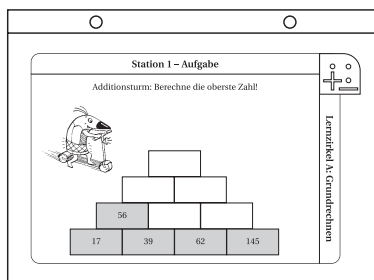 Station 1 – Aufgabe
Additionsturm: Berechne die oberste Zahl!
56
17 39 62 145
Lernzirkel A: Grundrechnen